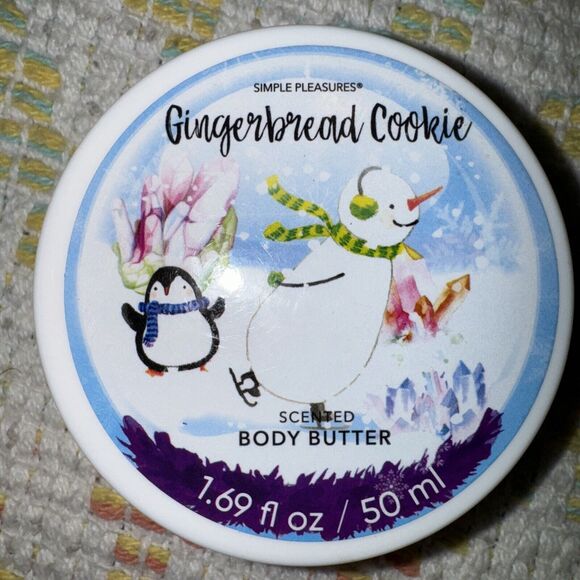 SIMPLE PLEASURES®
Gingerbread Cookie
SCENTED
BODY BUTTER
1.69 fl oz / 50 ml